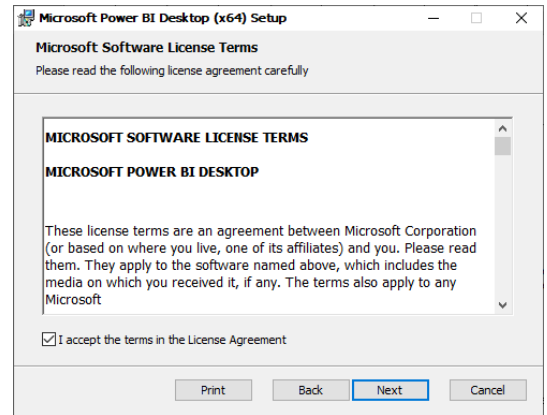 Microsoft Power BI Desktop (x64) Setup
Microsoft Software License Terms
Please read the following license agreement carefully
MICROSOFT SOFTWARE LICENSE TERMS
MICROSOFT POWER BI DESKTOP
These license terms are an agreement between Microsoft Corporation
(or based on where you live, one of its affiliates) and you. Please read
them. They apply to the software named above, which includes the
media on which you received it, if any. The terms also apply to any
Microsoft
I accept the terms in the License Agreement
Print Back Next Cancel